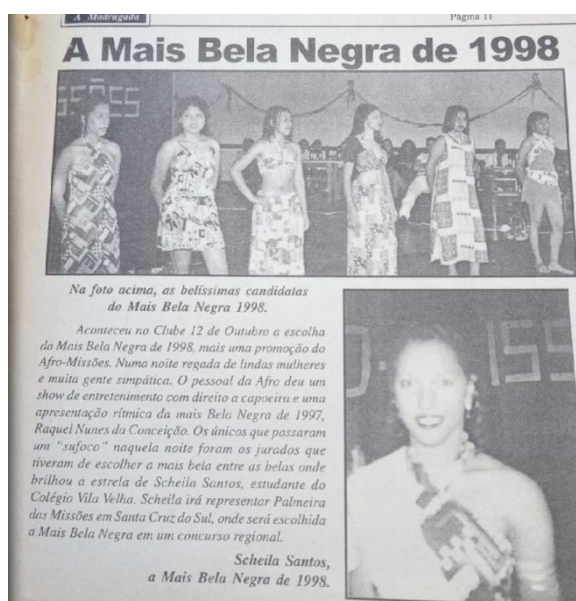 A Madrugada
Página 11
A Mais Bela Negra de 1998
Na foto acima, as belíssimas candidatas
do Mais Bela Negra 1998.
Aconteceu no Clube 12 de Outubro a escolha
da Mais Bela Negra de 1998, mais uma promoção do
Afro-Missões. Numa noite regada de lindas mulheres
e muita gente simpática. O pessoal da Afro deu um
show de entretenimento com direito a capoeira e uma
apresentação rítmica da mais Bela Negra de 1997,
Raquel Nunes da Conceição. Os únicos que passaram
um "sufoco" naquela noite foram os jurados que
tiveram de escolher a mais bela entre as belas onde
brilhou a estrela de Scheila Santos, estudante do
Colégio Vila Velha. Scheila irá representar Palmeira
das Missões em Santa Cruz do Sul, onde será escolhida
a Mais Bela Negra em um concurso regional.
Scheila Santos,
a Mais Bela Negra de 1998.